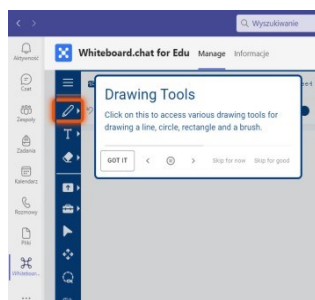 Wyszukiwanie
Aktywność
Whiteboard.chat for Edu Manage Informacje
Czat
Zespoły
Zadania
Kalendarz
Rozmowy
Pliki
Drawing Tools
Click on this to access various drawing tools for
drawing a line, circle, rectangle and a brush.
GOT IT Skip for now Skip for good
T